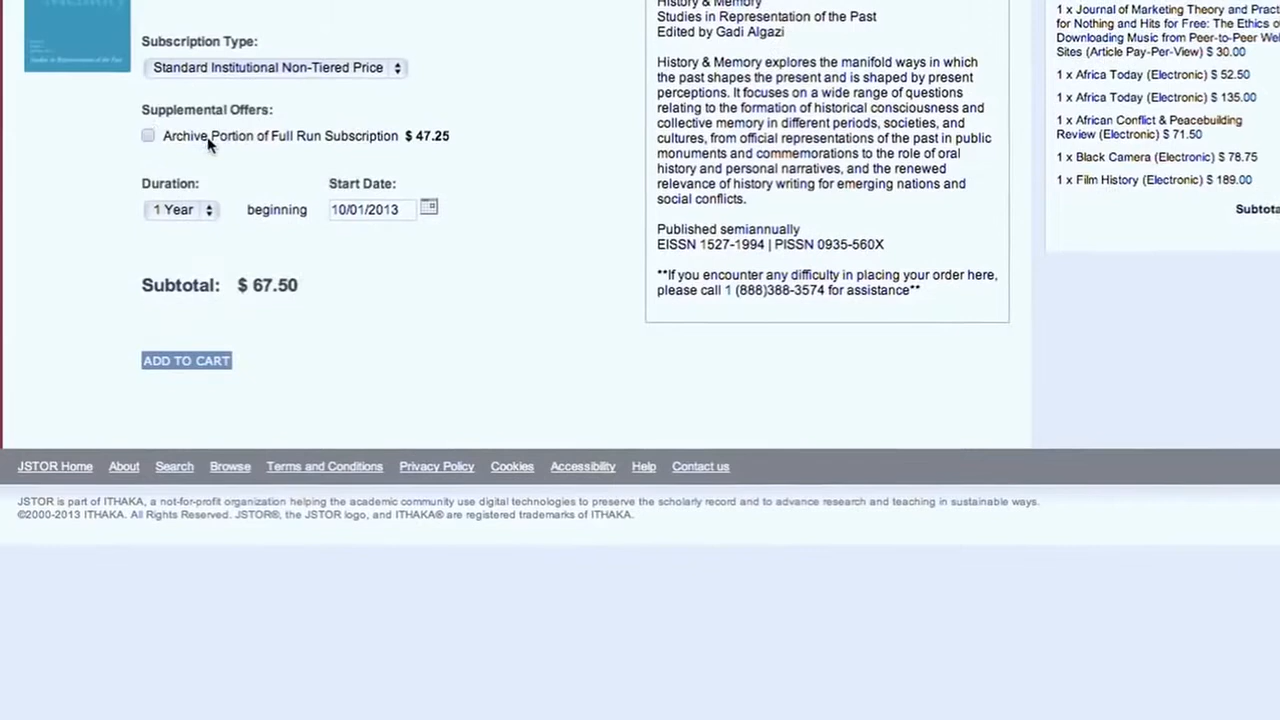 Subscription Type:
Standard Institutional Non-Tiered Price
Supplemental Offers:
Archive Portion of Full Run Subscription $ 47.25
Duration:
Start Date:
1 Year
beginning
10/01/2013
Subtotal: $ 67.50
ADD TO CART
History & Memory
Studies in Representation of the Past
Edited by Gadi Algazi
History & Memory explores the manifold ways in which
the past shapes the present and is shaped by present
perceptions. It focuses on a wide range of questions
relating to the formation of historical consciousness and
collective memory in different periods, societies, and
cultures, from official representations of the past in public
monuments and commemorations to the role of oral
history and personal narratives, and the renewed
relevance of history writing for emerging nations and
social conflicts.
Published semiannually
EISSN 1527-1994 | PISSN 0935-560X
**If you encounter any difficulty in placing your order here,
please call 1 (888)388-3574 for assistance**
1 x Journal of Marketing Theory and Pract
for Nothing and Hits for Free: The Ethics o
Downloading Music from Peer-to-Peer We
Sites (Article Pay-Per-View) $ 30.00
1 x Africa Today (Electronic) $ 52.50
1 x Africa Today (Electronic) $ 135.00
1 x African Conflict & Peacebuilding
Review (Electronic) $ 71.50
1 x Black Camera (Electronic) $ 78.75
1 x Film History (Electronic) $ 189.00
Subtota
JSTOR Home About Search Browse Terms and Conditions Privacy Policy Cookies Accessibility Help Contact us
JSTOR is part of ITHAKA, a not-for-profit organization helping the academic community use digital technologies to preserve the scholarly record and to advance research and teaching in sustainable ways.
©2000-2013 ITHAKA. All Rights Reserved. JSTOR®, the JSTOR logo, and ITHAKA® are registered trademarks of ITHAKA.